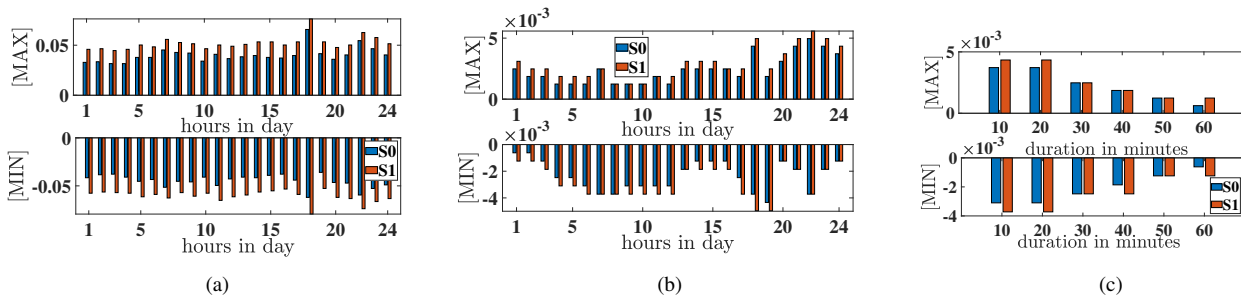 [MAX]
0.05
0
1 5 10 15 20 24
hours in day
[MIN]
0
-0.05
S0
S1
1 5 10 15 20 24
hours in day
(a)
×10⁻³
[MAX]
5
0
S0
S1
1 5 10 15 20 24
hours in day
×10⁻³
[MIN]
0
-2
-4
1 5 10 15 20 24
hours in day
(b)
×10⁻³
[MAX]
5
0
10 20 30 40 50 60
duration in minutes
×10⁻³
[MIN]
0
-2
-4
S0
S1
10 20 30 40 50 60
duration in minutes
(c)